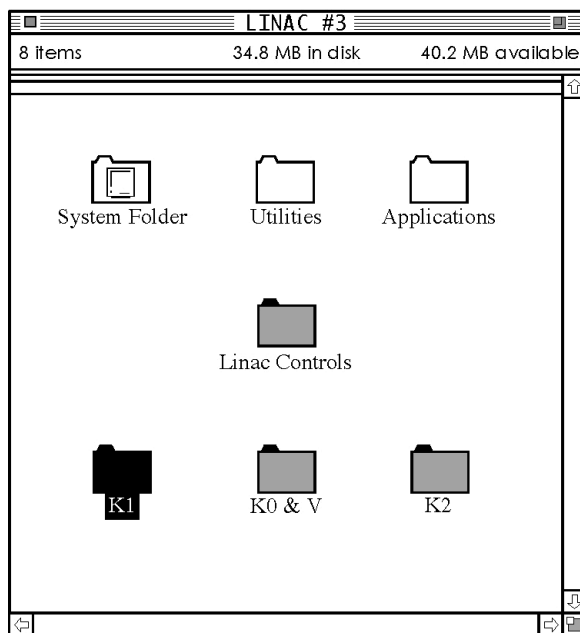 LINAC #3
8 items 34.8 MB in disk 40.2 MB available
System Folder Utilities Applications
Linac Controls
K1 K0 & V K2